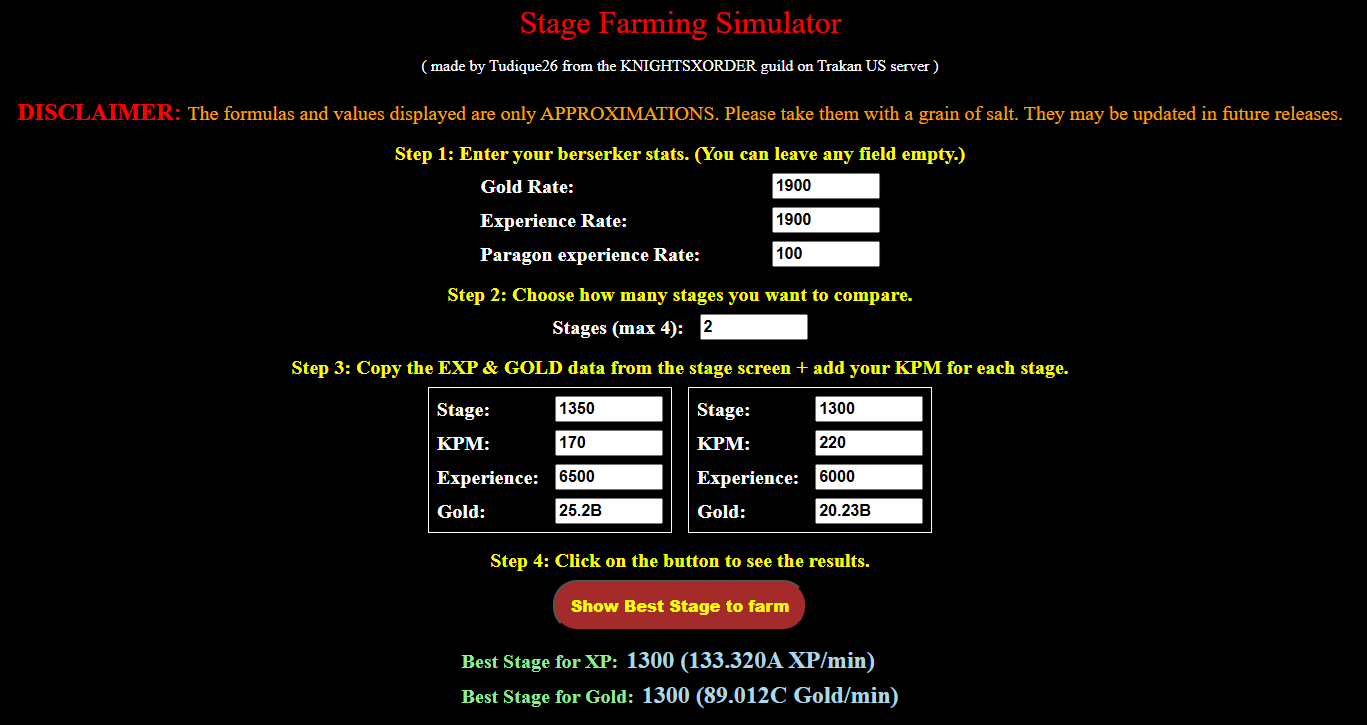 Stage Farming Simulator
( made by Tudique26 from the KNIGHTSXORDER guild on Trakan US server )
DISCLAIMER: The formulas and values displayed are only APPROXIMATIONS. Please take them with a grain of salt. They may be updated in future releases.
Step 1: Enter your berserker stats. (You can leave any field empty.)
Gold Rate: 1900
Experience Rate: 1900
Paragon experience Rate: 100
Step 2: Choose how many stages you want to compare.
Stages (max 4): 2
Step 3: Copy the EXP & GOLD data from the stage screen + add your KPM for each stage.
Stage: 1350
KPM: 170
Experience: 6500
Gold: 25.2B
Stage: 1300
KPM: 220
Experience: 6000
Gold: 20.23B
Step 4: Click on the button to see the results.
Show Best Stage to farm
Best Stage for XP: 1300 (133.320A XP/min)
Best Stage for Gold: 1300 (89.012C Gold/min)